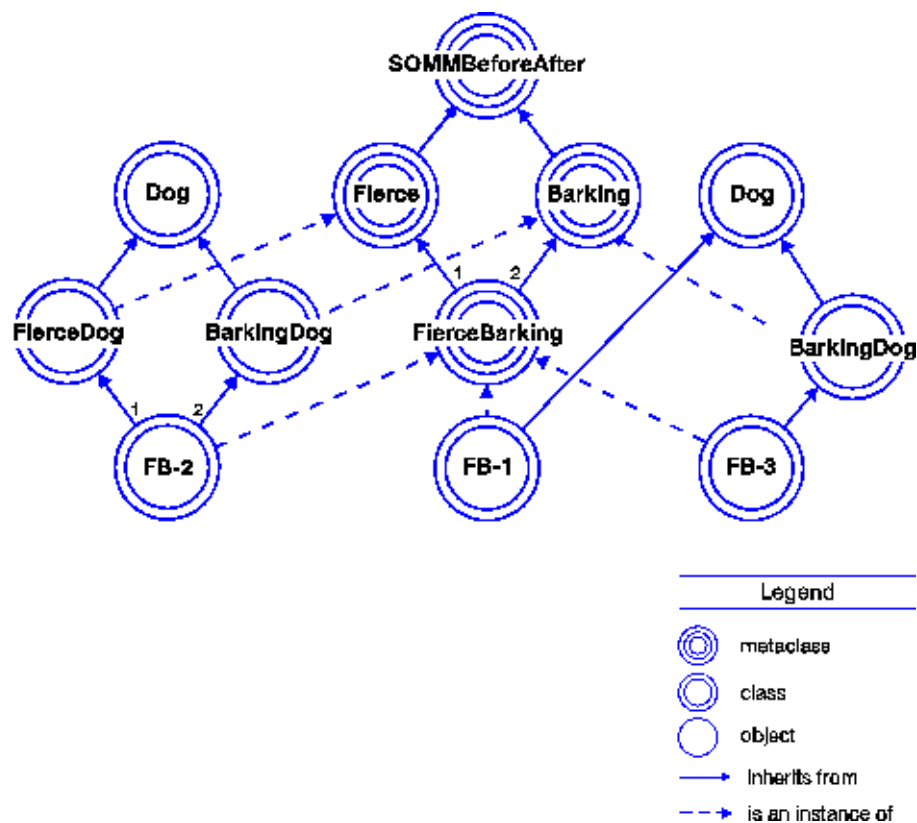 SOMMBeforeAfter
Dog
Fierce
Barking
Dog
1
2
FierceDog
BarkingDog
FierceBarking
BarkingDog
1
2
FB-2
FB-1
FB-3
Legend
metaclass
class
object
Inherits from
is an instance of